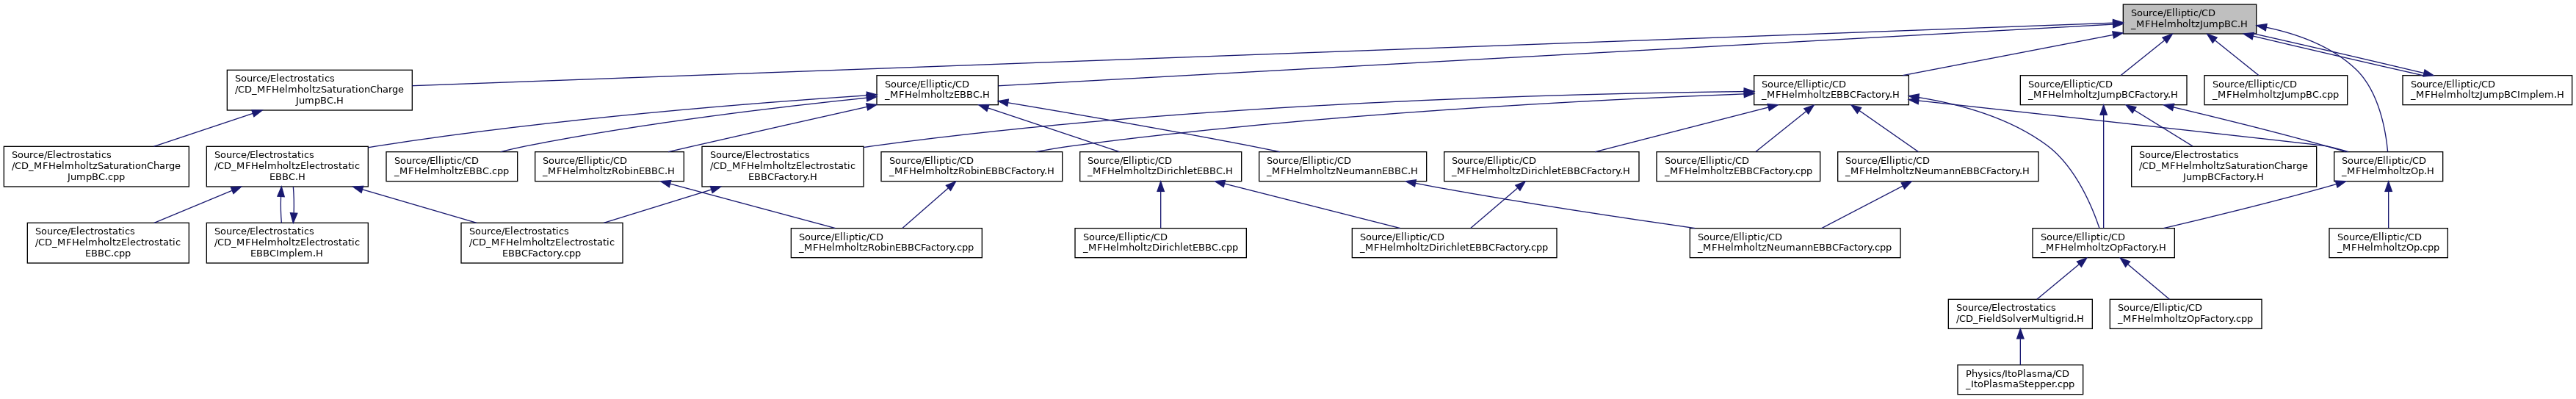 Source/Elliptic/CD
_MFHelmholtzJumpBC.H
Source/Electrostatics
/CD_MFHelmholtzSaturationCharge
JumpBC.H
Source/Elliptic/CD
_MFHelmholtzEBBC.H
Source/Elliptic/CD
_MFHelmholtzEBBCFactory.H
Source/Elliptic/CD
_MFHelmholtzJumpBCFactory.H
Source/Elliptic/CD
_MFHelmholtzJumpBC.cpp
Source/Elliptic/CD
_MFHelmholtzJumpBCImplem.H
Source/Electrostatics
/CD_MFHelmholtzSaturationCharge
JumpBC.cpp
Source/Electrostatics
/CD_MFHelmholtzElectrostatic
EBBC.H
Source/Elliptic/CD
_MFHelmholtzEBBC.cpp
Source/Elliptic/CD
_MFHelmholtzRobinEBBC.H
Source/Electrostatics
/CD_MFHelmholtzElectrostatic
EBBCFactory.H
Source/Elliptic/CD
_MFHelmholtzRobinEBBCFactory.H
Source/Elliptic/CD
_MFHelmholtzDirichletEBBC.H
Source/Elliptic/CD
_MFHelmholtzNeumannEBBC.H
Source/Elliptic/CD
_MFHelmholtzDirichletEBBCFactory.H
Source/Elliptic/CD
_MFHelmholtzEBBCFactory.cpp
Source/Elliptic/CD
_MFHelmholtzNeumannEBBCFactory.H
Source/Electrostatics
/CD_MFHelmholtzSaturationCharge
JumpBCFactory.H
Source/Elliptic/CD
_MFHelmholtzOp.H
Source/Electrostatics
/CD_MFHelmholtzElectrostatic
EBBC.cpp
Source/Electrostatics
/CD_MFHelmholtzElectrostatic
EBBCImplem.H
Source/Electrostatics
/CD_MFHelmholtzElectrostatic
EBBCFactory.cpp
Source/Elliptic/CD
_MFHelmholtzRobinEBBCFactory.cpp
Source/Elliptic/CD
_MFHelmholtzDirichletEBBC.cpp
Source/Elliptic/CD
_MFHelmholtzDirichletEBBCFactory.cpp
Source/Elliptic/CD
_MFHelmholtzNeumannEBBCFactory.cpp
Source/Elliptic/CD
_MFHelmholtzOpFactory.H
Source/Elliptic/CD
_MFHelmholtzOp.cpp
Source/Electrostatics
/CD_FieldSolverMultigrid.H
Source/Elliptic/CD
_MFHelmholtzOpFactory.cpp
Physics/ItoPlasma/CD
_ItoPlasmaStepper.cpp